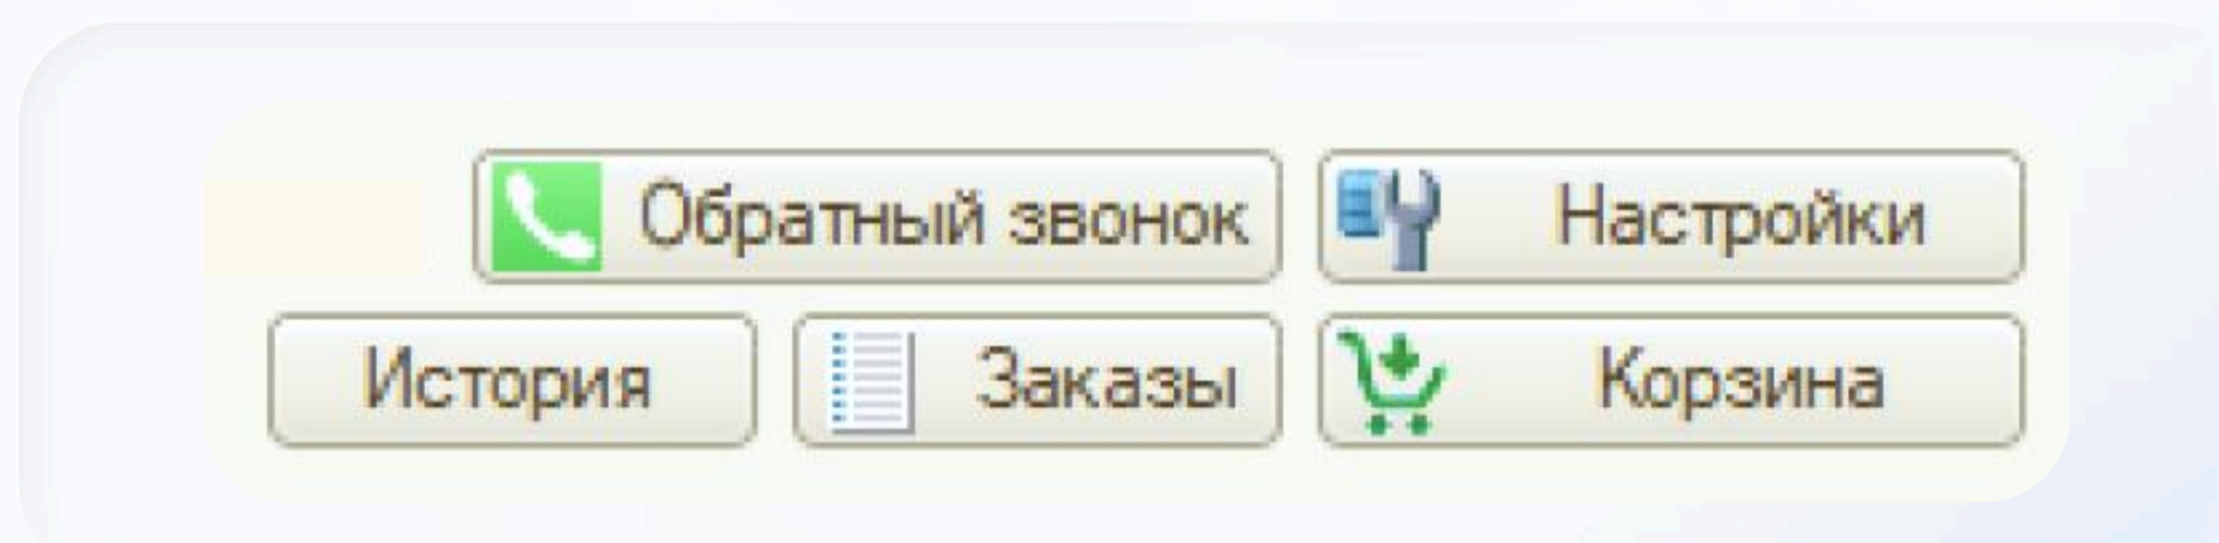 Обратный звонок Настройки
История Заказы Корзина